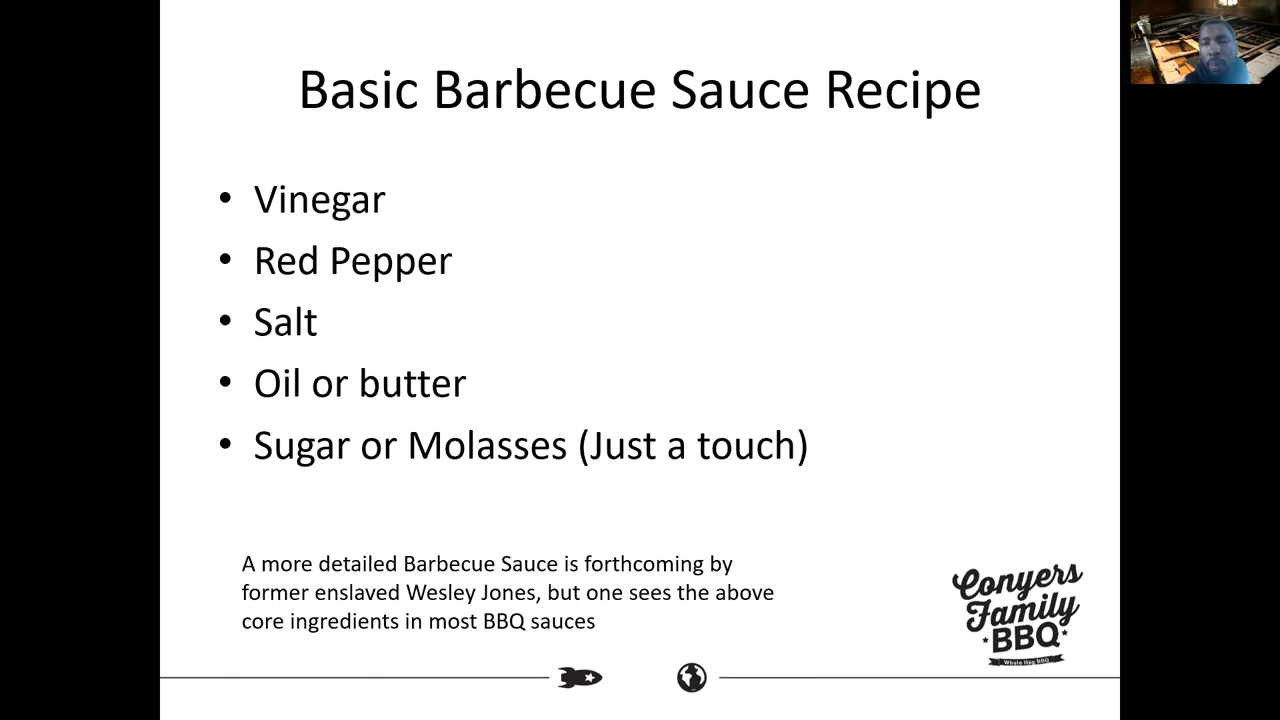 Basic Barbecue Sauce Recipe
• Vinegar
• Red Pepper
• Salt
• Oil or butter
• Sugar or Molasses (Just a touch)
A more detailed Barbecue Sauce is forthcoming by
former enslaved Wesley Jones, but one sees the above
core ingredients in most BBQ sauces
Conyers
Family
BBQ
Whole Hog BBQ